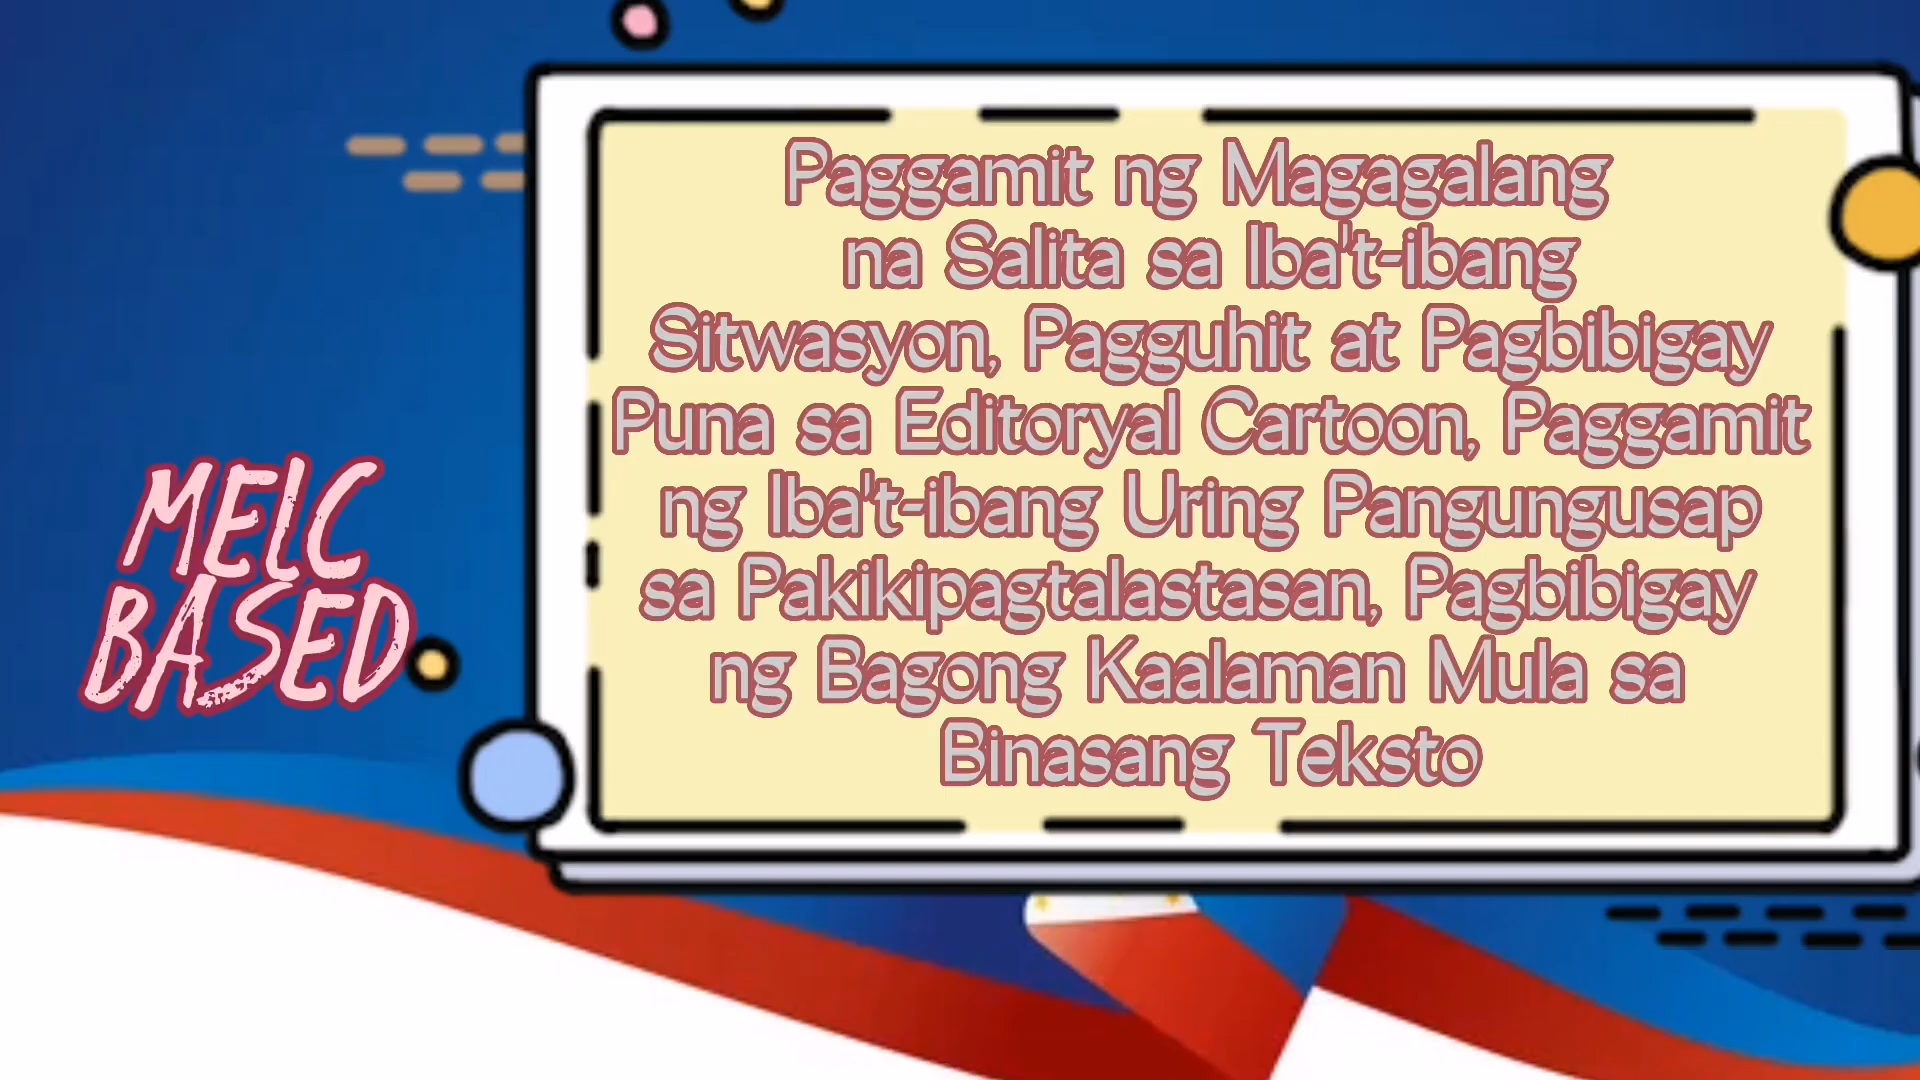 Paggamit ng Magagalang
na Salita sa Iba't-ibang
Sitwasyon, Pagguhit at Pagbibigay
Puna sa Editoryal Cartoon, Paggamit
ng Iba't-ibang Uring Pangungusap
sa Pakikipagtalastasan, Pagbibigay
ng Bagong Kaalaman Mula sa
Binasang Teksto
MELC
BASED